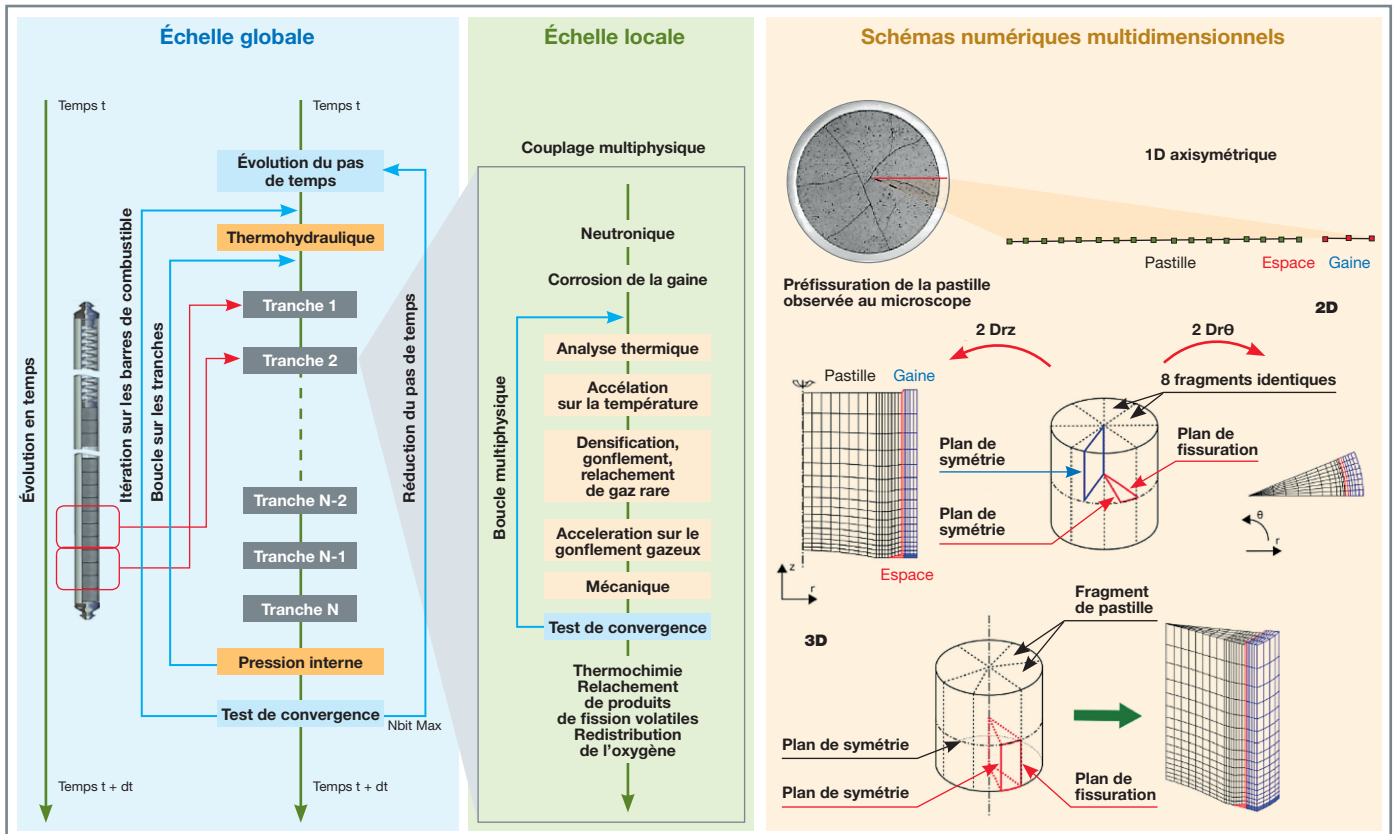 Échelle globale
Temps t
Temps t
Évolution du pas
de temps
Thermohydraulique
Tranche 1
Tranche 2
Tranche N-2
Tranche N-1
Tranche N
Pression interne
Test de convergence
Nbit Max
Temps t + dt
Temps t + dt
Évolution en temps
Itération sur les barres de combustible
Boucle sur les tranches
Réduction du pas de temps
Échelle locale
Couplage multiphysique
Neutronique
Corrosion de la gaine
Boucle multiphysique
Analyse thermique
Accélation
sur la température
Densification,
gonflement,
relachement
de gaz rare
Acceleration sur le
gonflement gazeux
Mécanique
Test de convergence
Thermochimie
Relachement
de produits
de fission volatiles
Redistribution
de l'oxygène
Schémas numériques multidimensionnels
1D axisymétrique
Pastille
Espace
Gaine
Préfissuration de la pastille
observée au microscope
2D
2 Drz
2 Drθ
Pastille
Gaine
8 fragments identiques
Plan de
symétrie
Plan de
fissuration
Plan de
symétrie
Espace
z
r
θ
r
3D
Fragment
de pastille
Plan de symétrie
Plan de symétrie
Plan de
fissuration